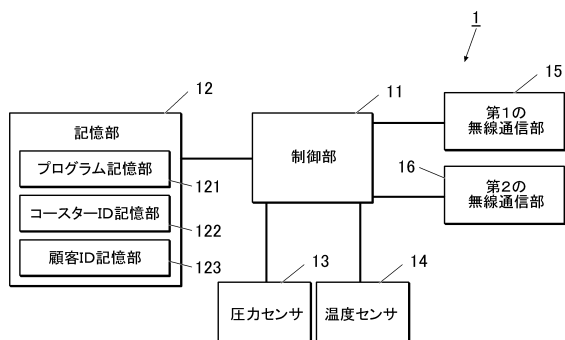 1
12
11
15
記憶部
プログラム記憶部
121
コースターID記憶部
122
顧客ID記憶部
123
制御部
第1の
無線通信部
16
第2の
無線通信部
13
14
圧力センサ
温度センサ